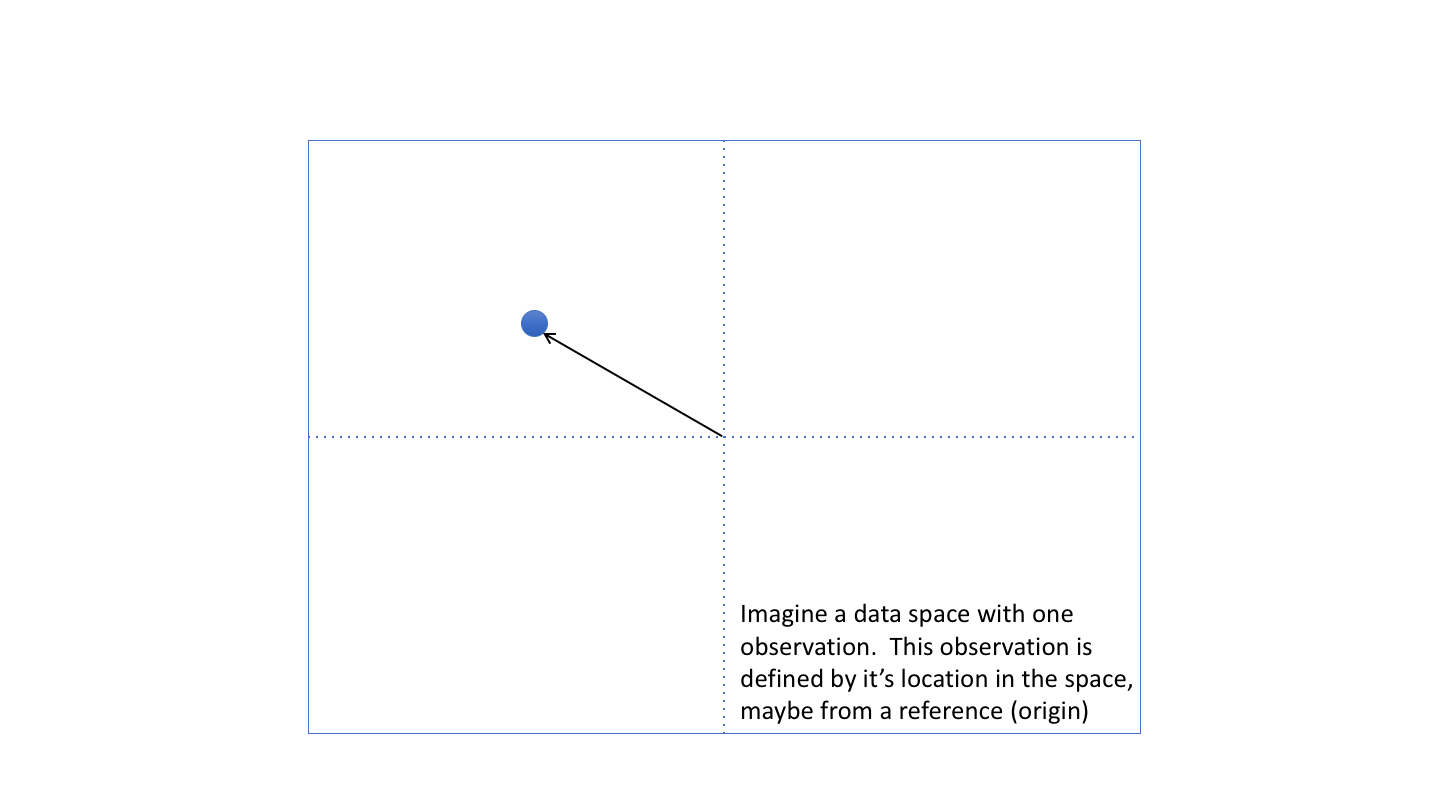 Imagine a data space with one
observation.  This observation is
defined by it’s location in the space,
maybe from a reference (origin)